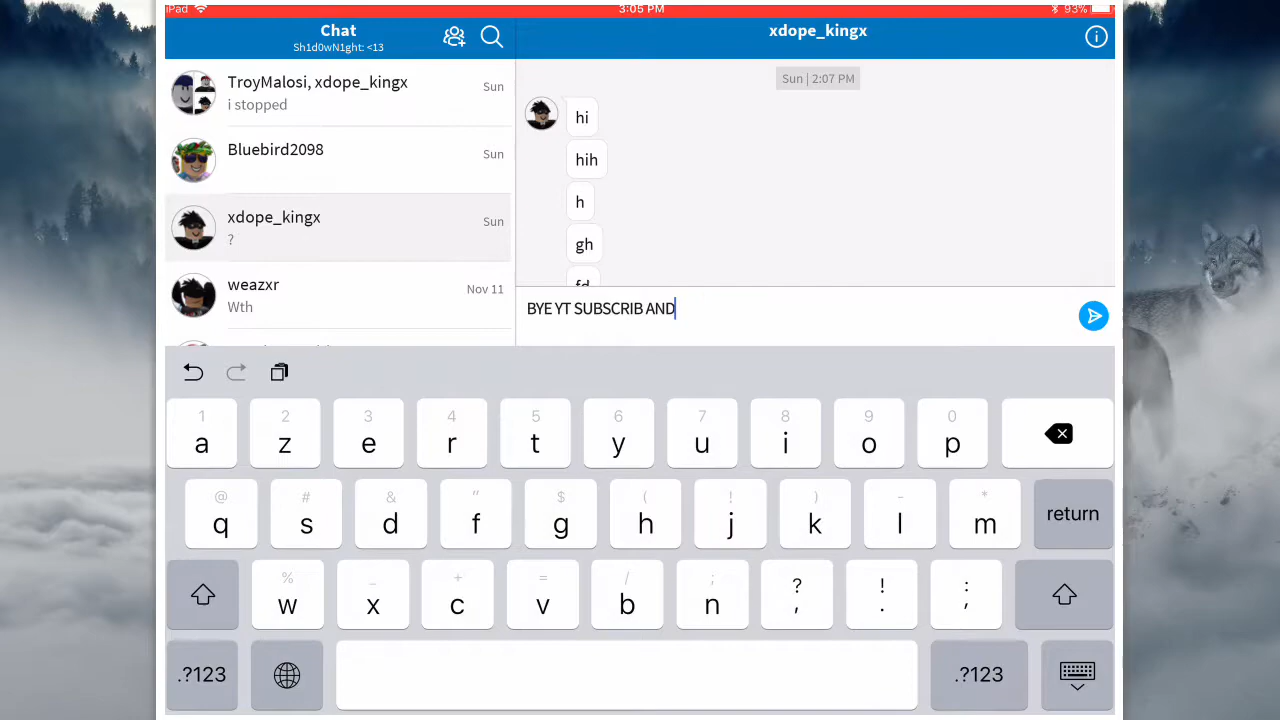 iPad 3:05 PM 93%
Chat
Sh1d0wN1ght: <13
xdope_kingx
TroyMalosi, xdope_kingx Sun
i stopped
Bluebird2098 Sun
xdope_kingx Sun
?
weazxr Nov 11
Wth
Sun | 2:07 PM
hi
hih
h
gh
fd
BYE YT SUBSCRIB AND
1 2 3 4 5 6 7 8 9 0
a z e r t y u i o p
@ # & " $ ( ! ) - *
q s d f g h j k l m return
% _ + = / ; ? ! :
w x c v b n , . '
.?123 .?123